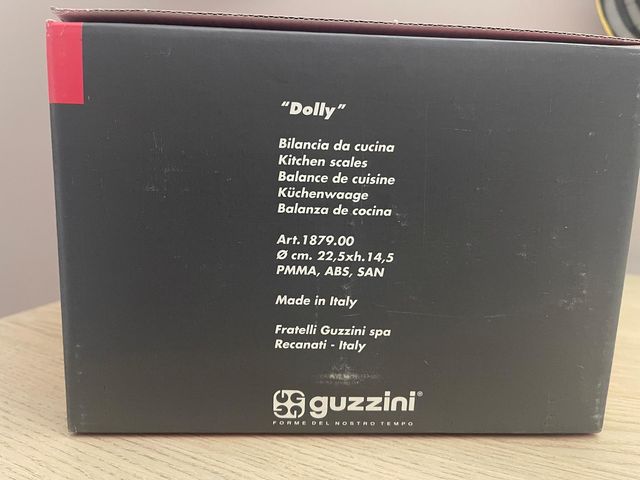 “Dolly”
Bilancia da cucina
Kitchen scales
Balance de cuisine
Küchenwaage
Balanza de cocina
Art.1879.00
Ø cm. 22,5xh.14,5
PMMA, ABS, SAN
Made in Italy
Fratelli Guzzini spa
Recanati - Italy
guzzini®
FORME DEL NOSTRO TEMPO